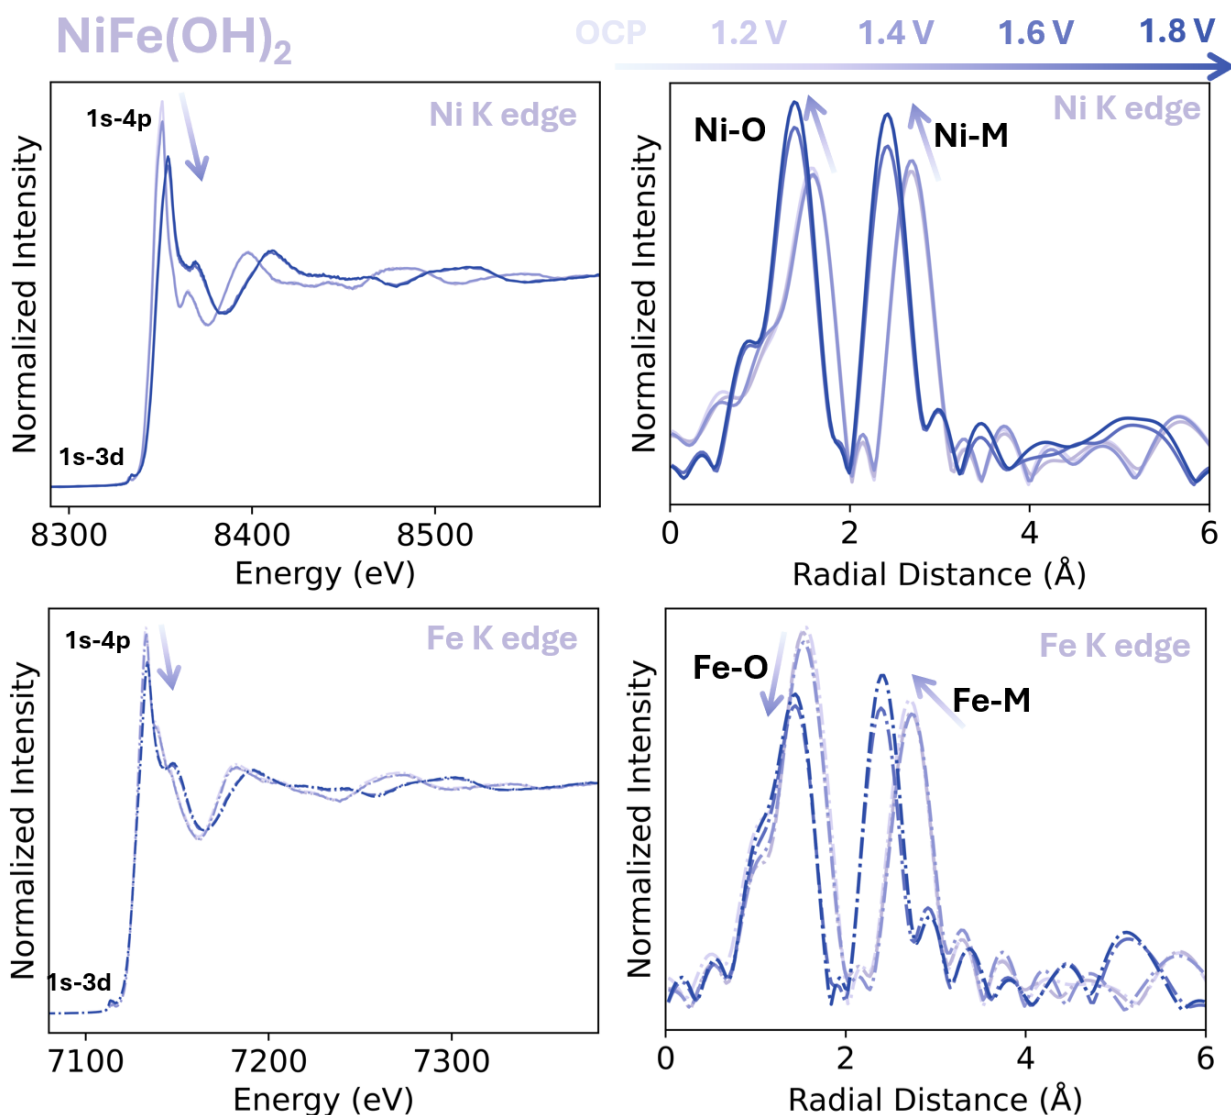 NiFe(OH)₂
OCP 1.2 V 1.4 V 1.6 V 1.8 V
Ni K edge
1s-4p
1s-3d
Normalized Intensity
8300 8400 8500
Energy (eV)
Ni K edge
Ni-O
Ni-M
Normalized Intensity
0 2 4 6
Radial Distance (Å)
Fe K edge
1s-4p
1s-3d
Normalized Intensity
7100 7200 7300
Energy (eV)
Fe K edge
Fe-O
Fe-M
Normalized Intensity
0 2 4 6
Radial Distance (Å)